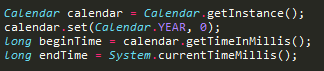 Calendar calendar = Calendar.getInstance();
calendar.set(Calendar.YEAR, 0);
long beginTime = calendar.getTimeInMillis();
long endTime = System.currentTimeMillis();